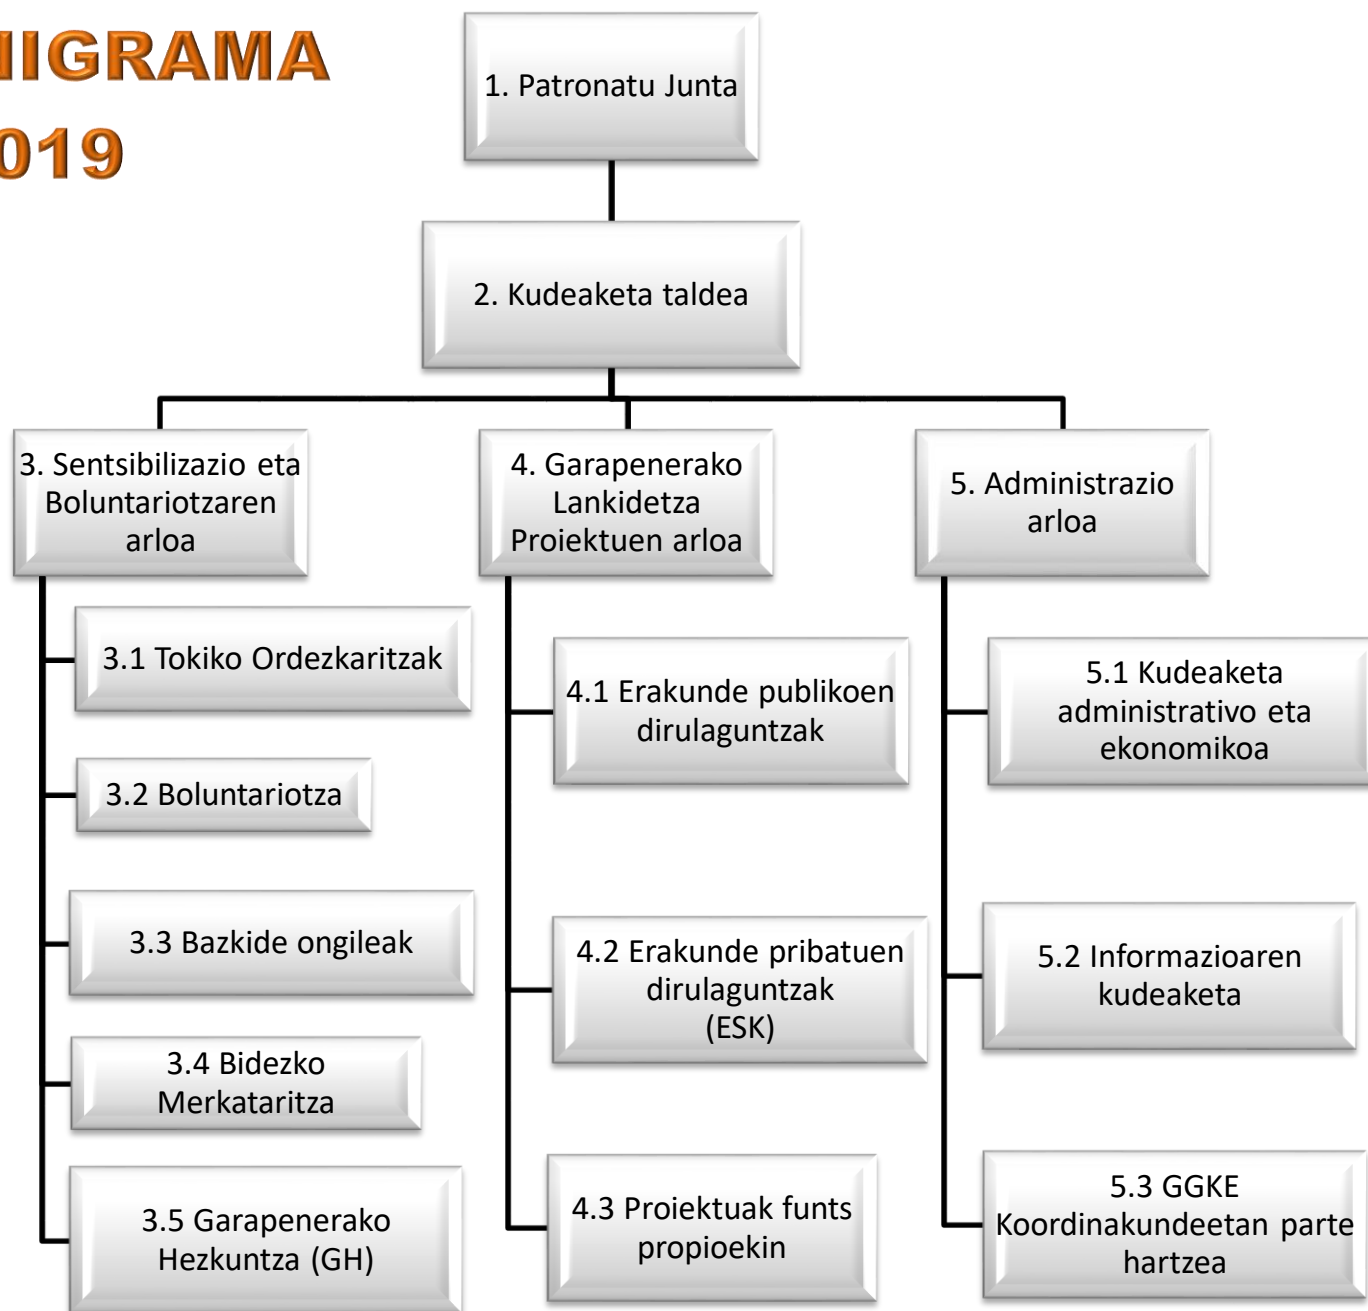 NIGRAMA
019
1. Patronatu Junta
2. Kudeaketa taldea
3. Sentsibilizazio eta
Boluntariotzaren
arloa
4. Garapenerako
Lankidetza
Proiektuen arloa
5. Administrazio
arloa
3.1 Tokiko Ordezkaritzak
3.2 Boluntariotza
3.3 Bazkide ongileak
3.4 Bidezko
Merkataritza
3.5 Garapenerako
Hezkuntza (GH)
4.1 Erakunde publikoen
dirulaguntzak
4.2 Erakunde pribatuen
dirulaguntzak
(ESK)
4.3 Proiektuak funts
propioekin
5.1 Kudeaketa
administrativo eta
ekonomikoa
5.2 Informazioaren
kudeaketa
5.3 GGKE
Koordinakundeetan parte
hartzea